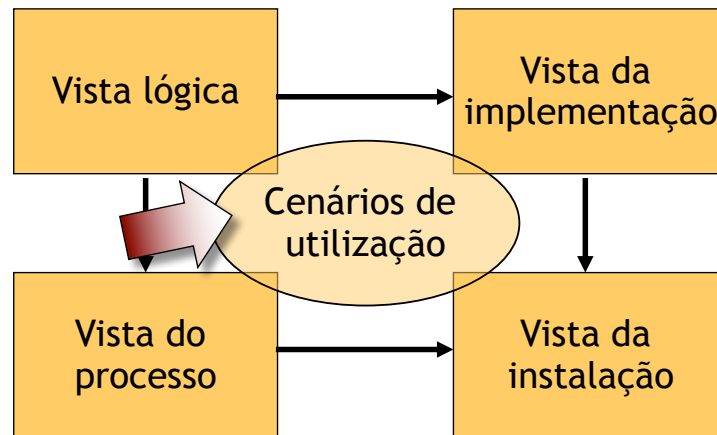 Vista lógica
Vista da
implementação
Cenários de
utilização
Vista do
processo
Vista da
instalação